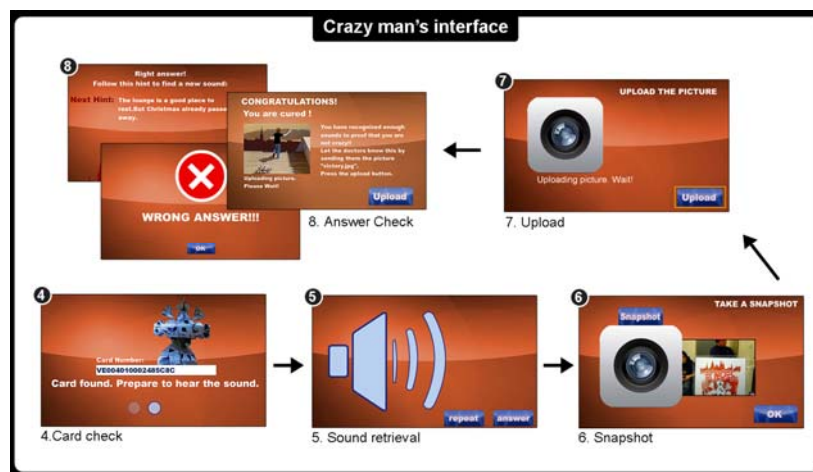 Crazy man's interface
8
Right answer!
Follow this hint to find a new sound:
Next Hint: The lounge is a good place to
rest.But Christmas already passed
away.
WRONG ANSWER!!!
OK
CONGRATULATIONS!
You are cured !
You have recognized enough
sounds to proof that you are
not crazy!!
Let the doctors know this by
sending them the picture
"victory.jpg".
Press the upload button.
Uploading picture.
Please Wait!
Upload
8. Answer Check
7
UPLOAD THE PICTURE
Uploading picture. Wait!
Upload
7. Upload
4
Card Number:
VE004010002485C8C
Card found. Prepare to hear the sound.
4.Card check
5
repeat
answer
5. Sound retrieval
6
TAKE A SNAPSHOT
Snapshot
OK
6. Snapshot